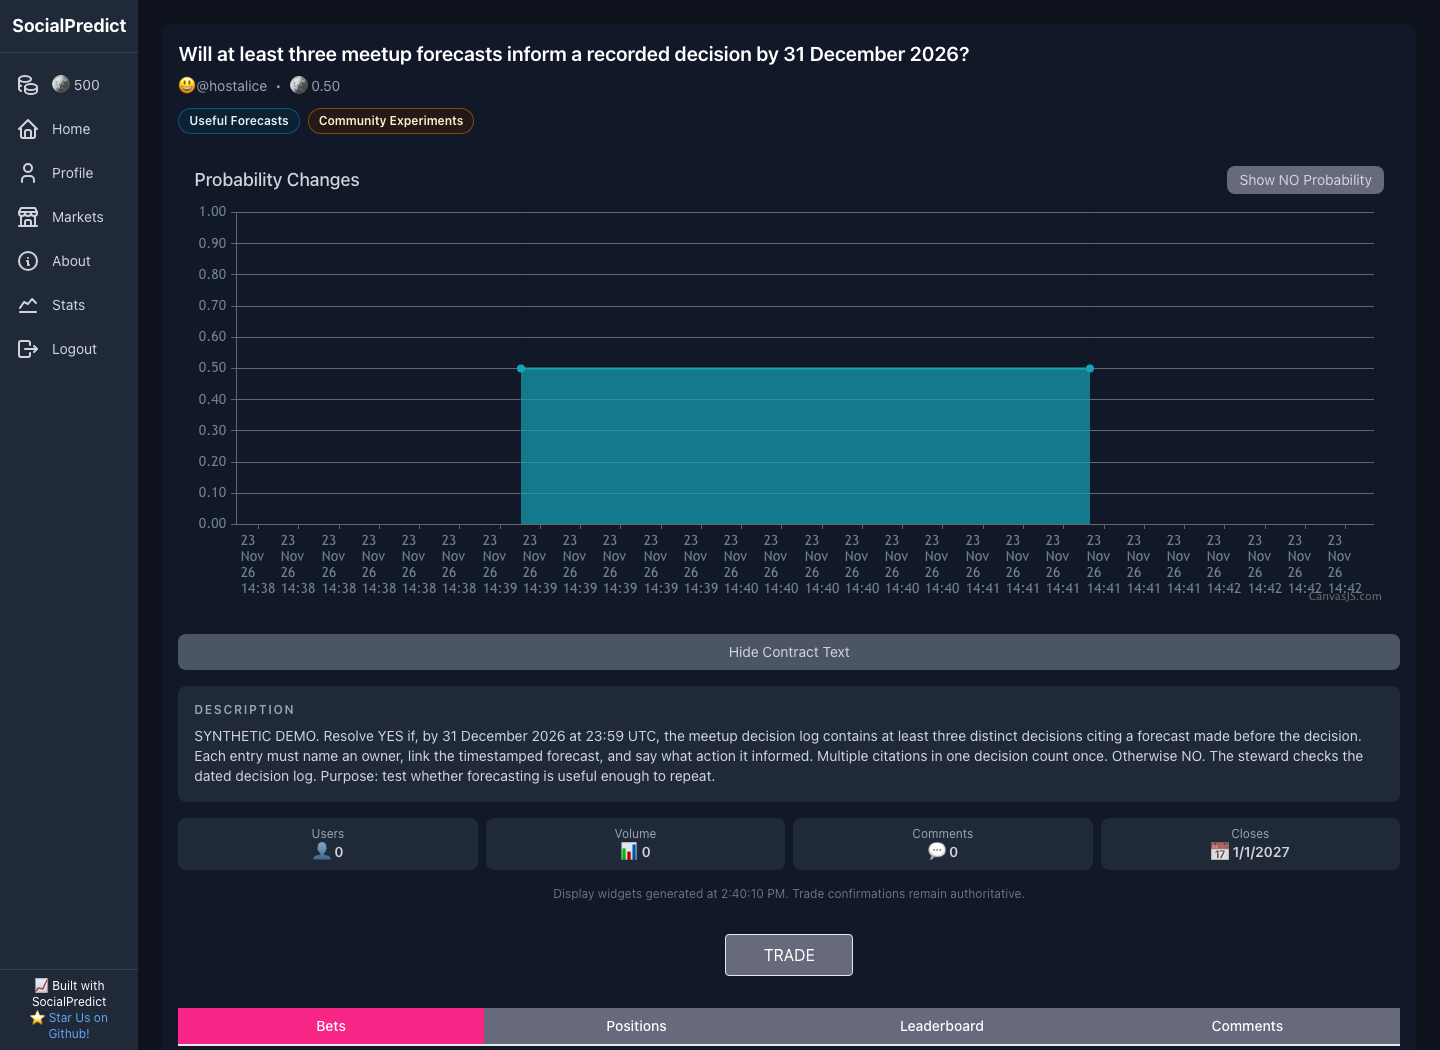 SocialPredict
500
Home
Profile
Markets
About
Stats
Logout
Built with
SocialPredict
Star Us on
Github!
Will at least three meetup forecasts inform a recorded decision by 31 December 2026?
@hostalice • 0.50
Useful Forecasts Community Experiments
Probability Changes
Show NO Probability
1.00
0.90
0.80
0.70
0.60
0.50
0.40
0.30
0.20
0.10
0.00
23 23 23 23 23 23 23 23 23 23 23 23 23 23 23 23 23 23 23 23 23 23 23 23 23 23 23 23
Nov Nov Nov Nov Nov Nov Nov Nov Nov Nov Nov Nov Nov Nov Nov Nov Nov Nov Nov Nov Nov Nov Nov Nov Nov Nov Nov Nov
26 26 26 26 26 26 26 26 26 26 26 26 26 26 26 26 26 26 26 26 26 26 26 26 26 26 26 26
14:38 14:38 14:38 14:38 14:38 14:38 14:39 14:39 14:39 14:39 14:39 14:39 14:40 14:40 14:40 14:40 14:40 14:40 14:41 14:41 14:41 14:41 14:41 14:41 14:42 14:42 14:42 14:42
CanvasJS.com
Hide Contract Text
DESCRIPTION
SYNTHETIC DEMO. Resolve YES if, by 31 December 2026 at 23:59 UTC, the meetup decision log contains at least three distinct decisions citing a forecast made before the decision.
Each entry must name an owner, link the timestamped forecast, and say what action it informed. Multiple citations in one decision count once. Otherwise NO. The steward checks the
dated decision log. Purpose: test whether forecasting is useful enough to repeat.
Users Volume Comments Closes
0 0 0 1/1/2027
Display widgets generated at 2:40:10 PM. Trade confirmations remain authoritative.
TRADE
Bets Positions Leaderboard Comments